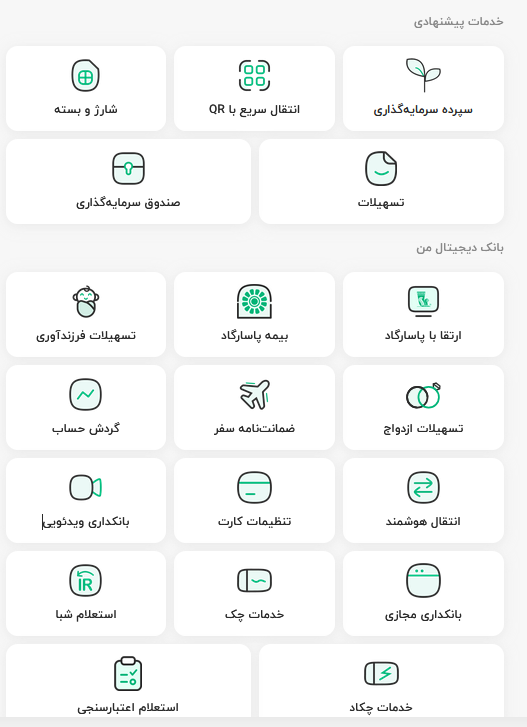 خدمات پیشنهادی
سپرده سرمایه‌گذاری
انتقال سریع با QR
شارژ و بسته
تسهیلات
صندوق سرمایه‌گذاری
بانک دیجیتال من
ارتقا با پاسارگاد
بیمه پاسارگاد
تسهیلات فرزندآوری
تسهیلات ازدواج
ضمانت‌نامه سفر
گردش حساب
انتقال هوشمند
تنظیمات کارت
بانکداری ویدئویی
بانکداری مجازی
خدمات چک
استعلام شبا
IR
خدمات چکاد
استعلام اعتبارسنجی